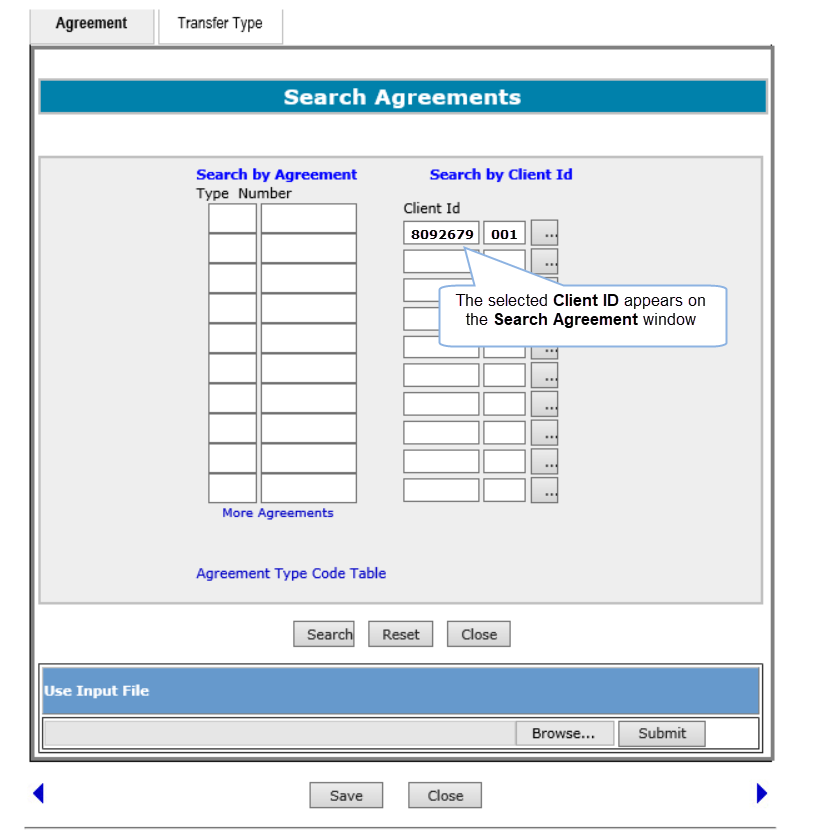 Agreement
Transfer Type
Search Agreements
Search by Agreement
Type Number
Search by Client Id
Client Id
8092679 001 ...
...
The selected Client ID appears on
the Search Agreement window
...
...
...
...
...
...
More Agreements
Agreement Type Code Table
Search Reset Close
Use Input File
Browse... Submit
Save Close